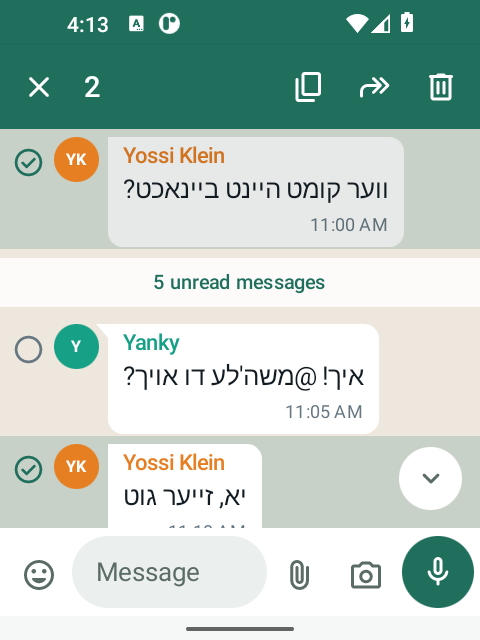 4:13
2
YK
Yossi Klein
ווער קומט היינט ביינאכט?
11:00 AM
5 unread messages
Y
Yanky
איך! @משה'לע דו אויך?
11:05 AM
YK
Yossi Klein
יא, זייער גוט
Message